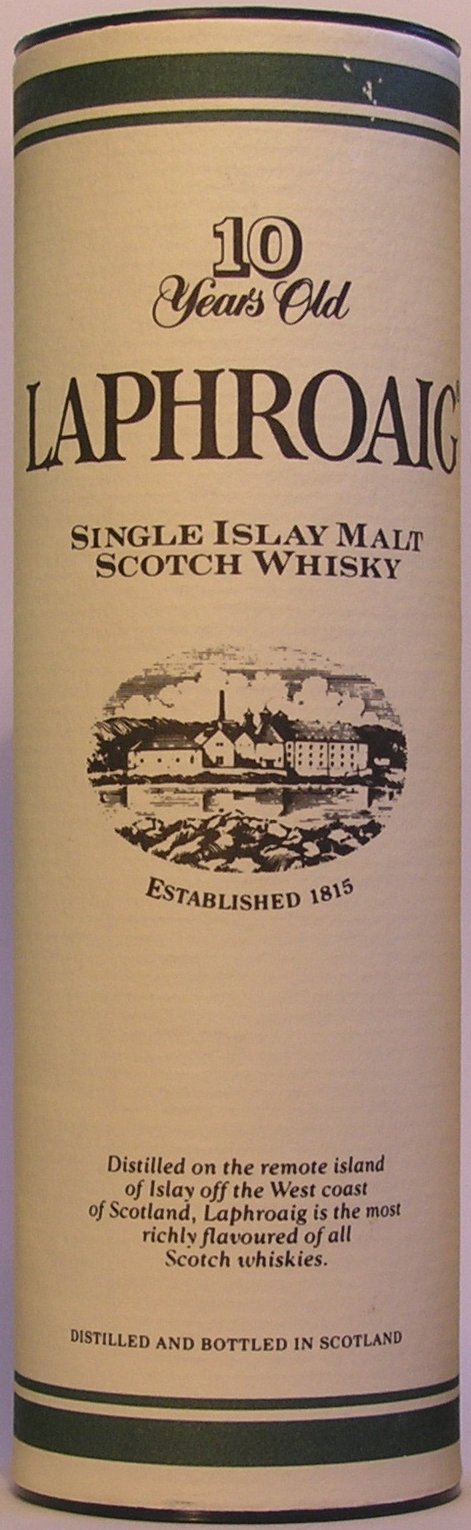 10
Years Old
LAPHROAIG®
SINGLE ISLAY MALT
SCOTCH WHISKY
ESTABLISHED 1815
Distilled on the remote island
of Islay off the West coast
of Scotland, Laphroaig is the most
richly flavoured of all
Scotch whiskies.
DISTILLED AND BOTTLED IN SCOTLAND